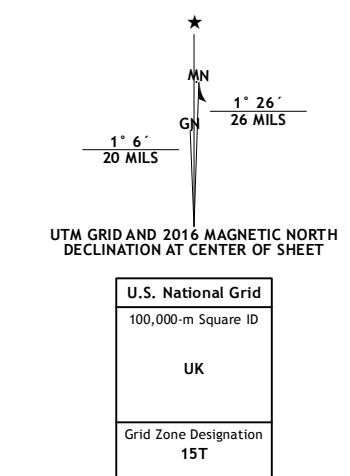 ★
MN
1° 26´
26 MILS
GN
1° 6´
20 MILS
UTM GRID AND 2016 MAGNETIC NORTH
DECLINATION AT CENTER OF SHEET
U.S. National Grid
100,000-m Square ID
UK
Grid Zone Designation
15T